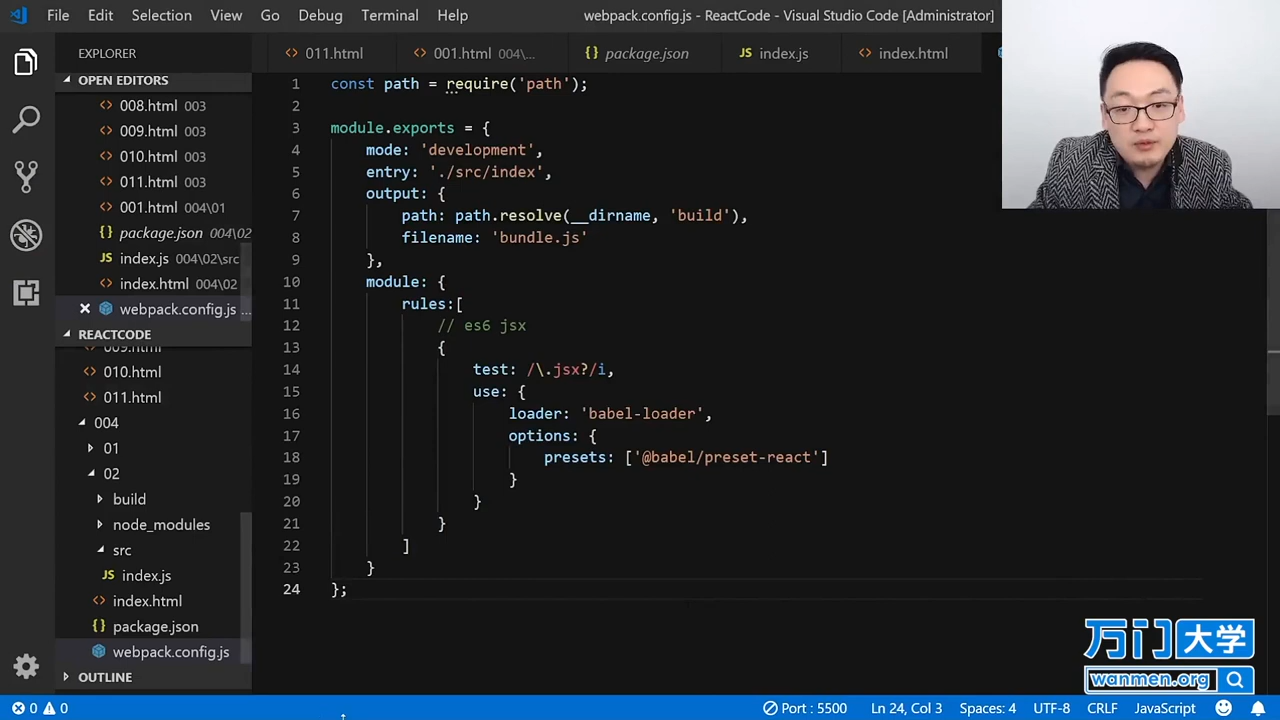 File Edit Selection View Go Debug Terminal Help
webpack.config.js - ReactCode - Visual Studio Code [Administrator]
EXPLORER
OPEN EDITORS
008.html 003
009.html 003
010.html 003
011.html 003
001.html 004\01
package.json 004\02
index.js 004\02\src
index.html 004\02
webpack.config.js ...
REACTCODE
009.html
010.html
011.html
004
01
02
build
node_modules
src
JS index.js
index.html
package.json
webpack.config.js
OUTLINE
011.html
001.html 004\...
package.json
JS index.js
index.html
1 const path = require('path');
2
3 module.exports = {
4 mode: 'development',
5 entry: './src/index',
6 output: {
7 path: path.resolve(__dirname, 'build'),
8 filename: 'bundle.js'
9 },
10 module: {
11 rules:[
12 // es6 jsx
13 {
14 test: /\.jsx?/i,
15 use: {
16 loader: 'babel-loader',
17 options: {
18 presets: ['@babel/preset-react']
19 }
20 }
21 }
22 ]
23 }
24 };
万门大学
wanmen.org
0 0
Port : 5500
Ln 24, Col 3
Spaces: 4
UTF-8
CRLF
JavaScript